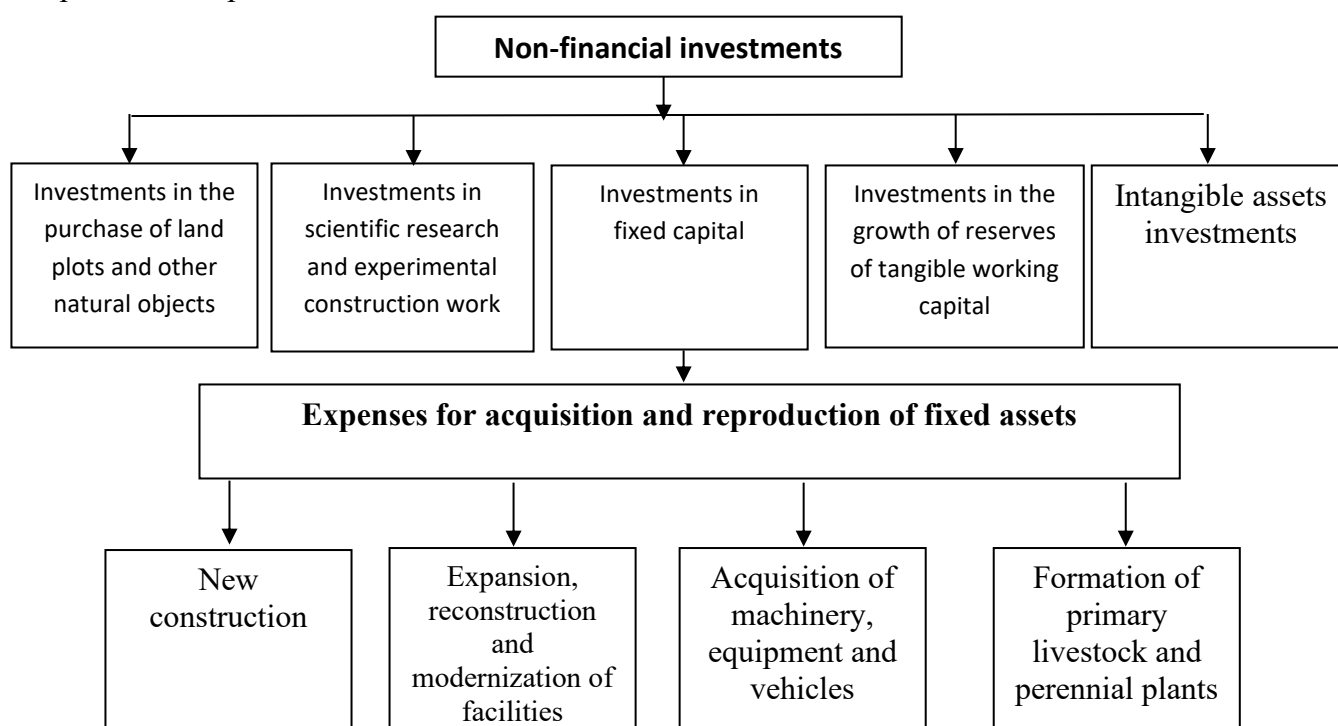 Non-financial investments
Investments in the
purchase of land
plots and other
natural objects
Investments in
scientific research
and experimental
construction work
Investments in
fixed capital
Investments in the
growth of reserves
of tangible working
capital
Intangible assets
investments
Expenses for acquisition and reproduction of fixed assets
New
construction
Expansion,
reconstruction
and
modernization of
facilities
Acquisition of
machinery,
equipment and
vehicles
Formation of
primary
livestock and
perennial plants